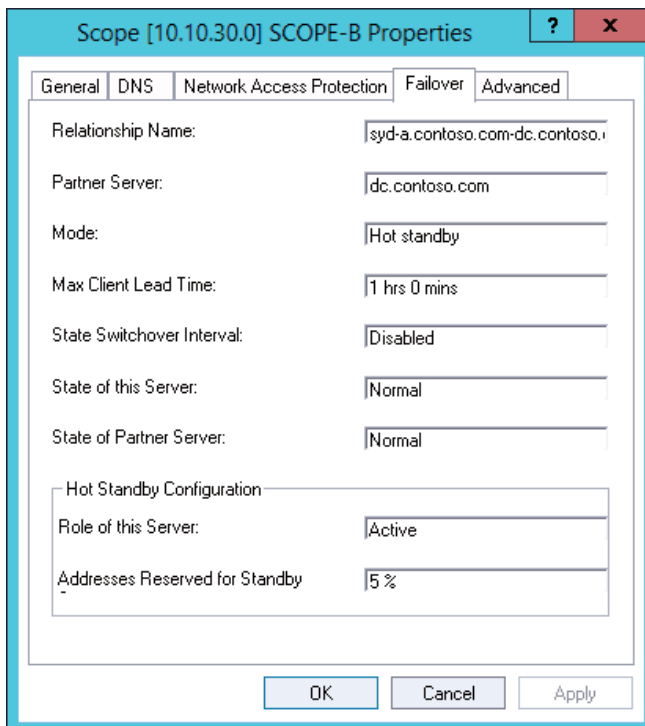 Scope [10.10.30.0] SCOPE-B Properties ? x
General DNS Network Access Protection Failover Advanced
Relationship Name: syd-a.contoso.com-dc.contoso.
Partner Server: dc.contoso.com
Mode: Hot standby
Max Client Lead Time: 1 hrs 0 mins
State Switchover Interval: Disabled
State of this Server: Normal
State of Partner Server: Normal
Hot Standby Configuration
Role of this Server: Active
Addresses Reserved for Standby 5 %
OK Cancel Apply